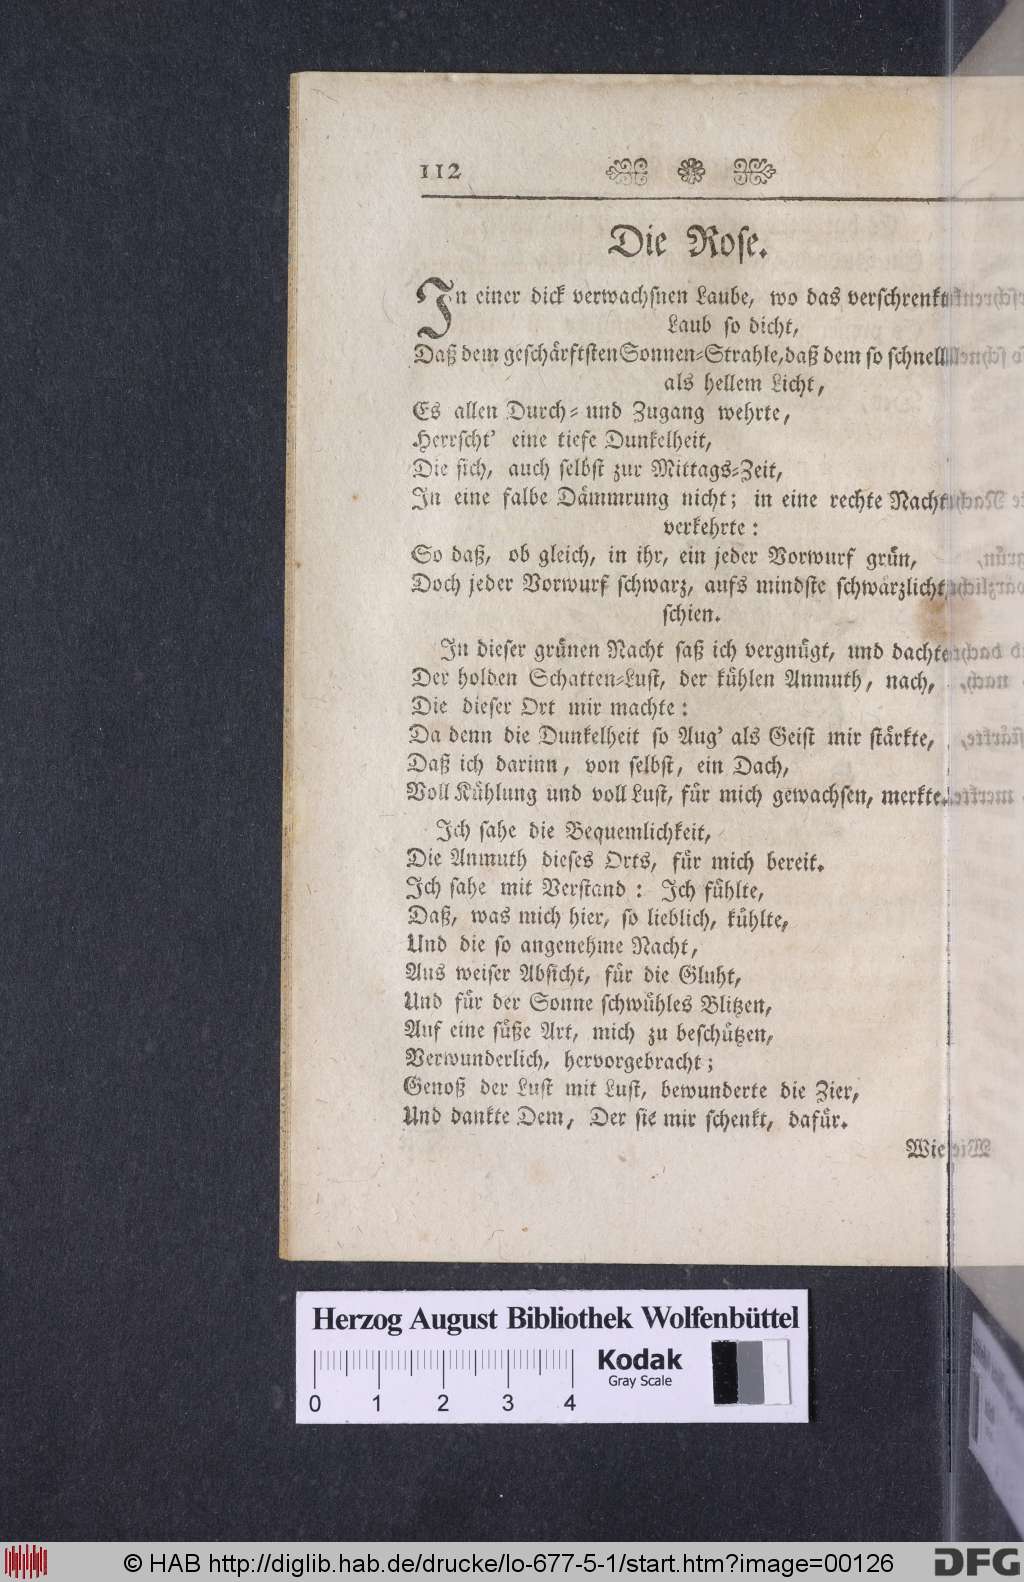 112
Die Rose.
In einer dick verwachsnen Laube, wo das verschrenkt
Laub so dicht,
Daß dem geschärftsten Sonnen-Strahle, daß dem so schnell
als hellem Licht,
Es allen Durch- und Zugang wehrte,
Herrscht' eine tiefe Dunkelheit,
Die sich, auch selbst zur Mittags-Zeit,
In eine falbe Dämmrung nicht; in eine rechte Nacht
verkehrte:
So daß, ob gleich, in ihr, ein jeder Vorwurf grün,
Doch jeder Vorwurf schwarz, aufs mindste schwärzlicht
schien.
In dieser grünen Nacht saß ich vergnügt, und dachte
Der holden Schatten-Lust, der kühlen Anmuth, nach,
Die dieser Ort mir machte:
Da denn die Dunkelheit so Aug' als Geist mir stärkte,
Daß ich darinn, von selbst, ein Dach,
Voll Kühlung und voll Lust, für mich gewachsen, merkte.
Ich sahe die Bequemlichkeit,
Die Anmuth dieses Orts, für mich bereit.
Ich sahe mit Verstand: Ich fühlte,
Daß, was mich hier, so lieblich, kühlte,
Und die so angenehme Nacht,
Aus weiser Absicht, für die Gluht,
Und für der Sonne schwühles Blitzen,
Auf eine süße Art, mich zu beschützen,
Verwunderlich, hervorgebracht;
Genoß der Lust mit Lust, bewunderte die Zier,
Und dankte Dem, Der sie mir schenkt, dafür.
Wie
Herzog August Bibliothek Wolfenbüttel
Kodak
Gray Scale
0 1 2 3 4
© HAB http://diglib.hab.de/drucke/lo-677-5-1/start.htm?image=00126
DFG